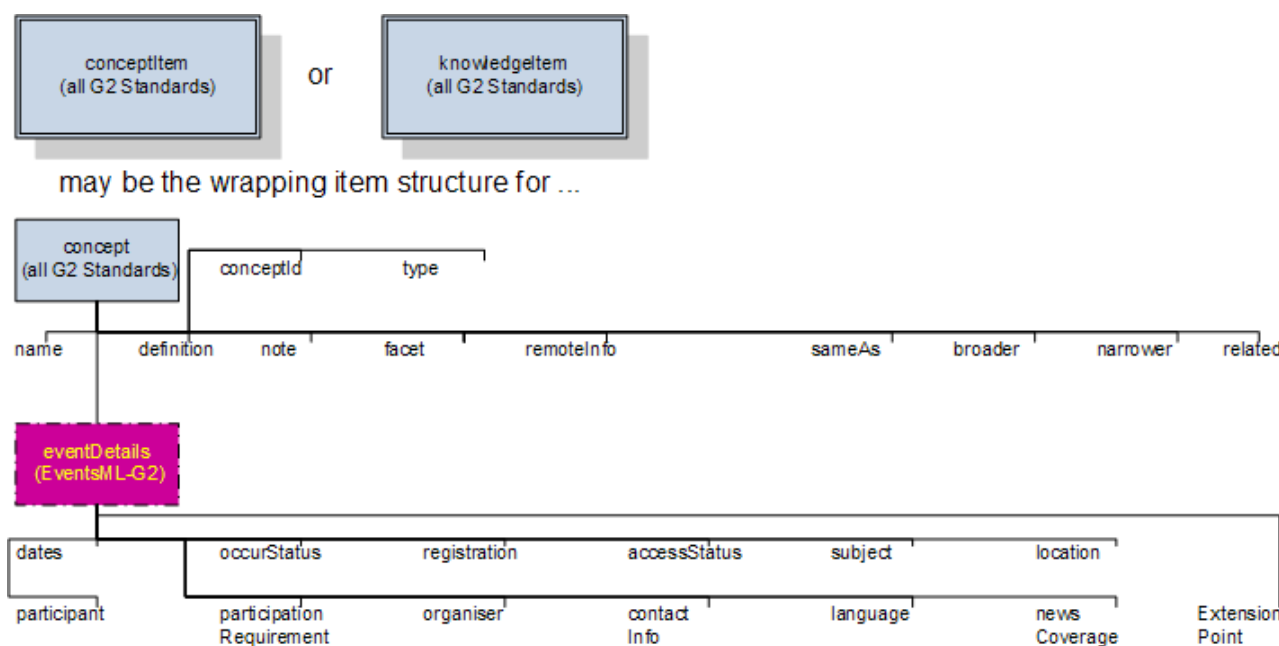 conceptItem
(all G2 Standards)
or
knowledgeItem
(all G2 Standards)
may be the wrapping item structure for ...
concept
(all G2 Standards)
conceptId type
name definition note facet remoteInfo sameAs broader narrower related
eventDetails
(EventsML-G2)
dates occurStatus registration accessStatus subject location
participant participation organiser contact language news Extension
Requirement Info Coverage Point